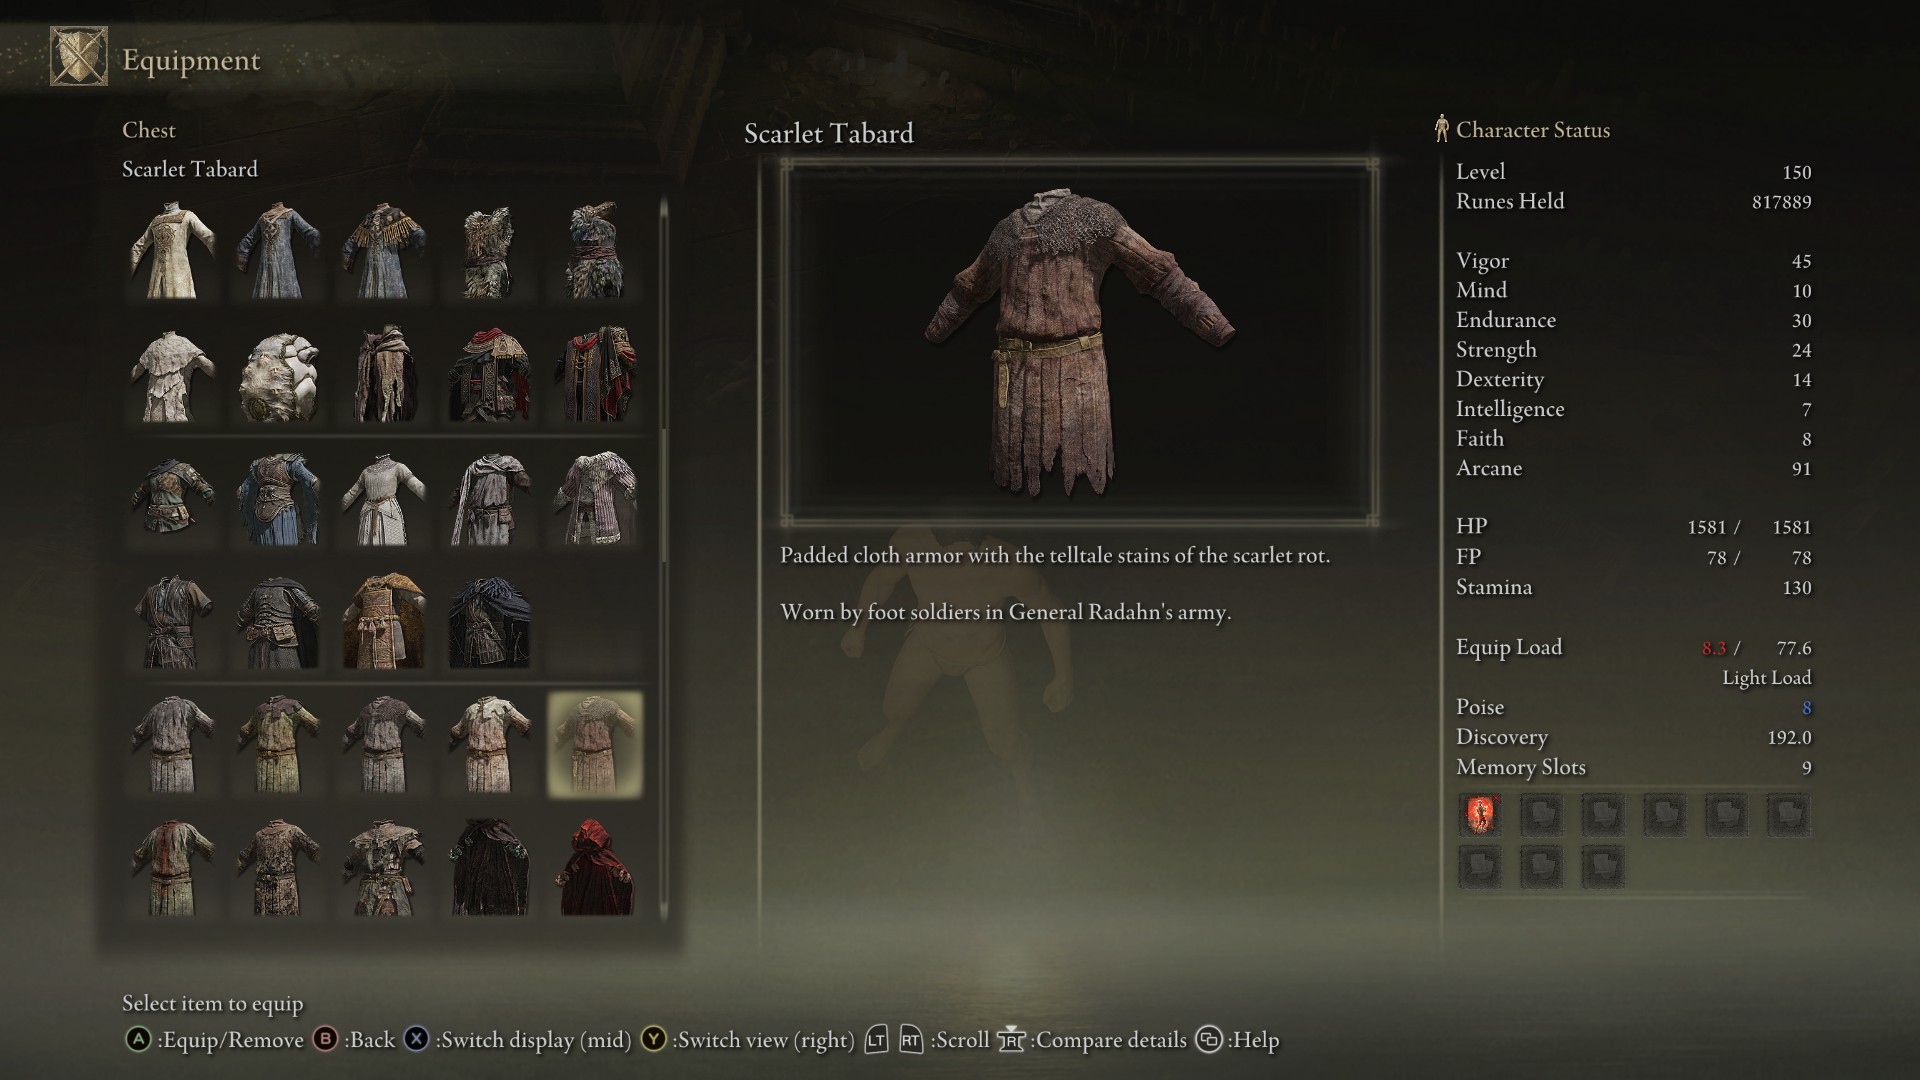 Equipment
Chest
Scarlet Tabard
Scarlet Tabard
Padded cloth armor with the telltale stains of the scarlet rot.
Worn by foot soldiers in General Radahn's army.
Character Status
Level 150
Runes Held 817889
Vigor 45
Mind 10
Endurance 30
Strength 24
Dexterity 14
Intelligence 7
Faith 8
Arcane 91
HP 1581 / 1581
FP 78 / 78
Stamina 130
Equip Load 8.3 / 77.6
Light Load
Poise 8
Discovery 192.0
Memory Slots 9
Select item to equip
A :Equip/Remove B :Back X :Switch display (mid) Y :Switch view (right) LT RT :Scroll R :Compare details :Help